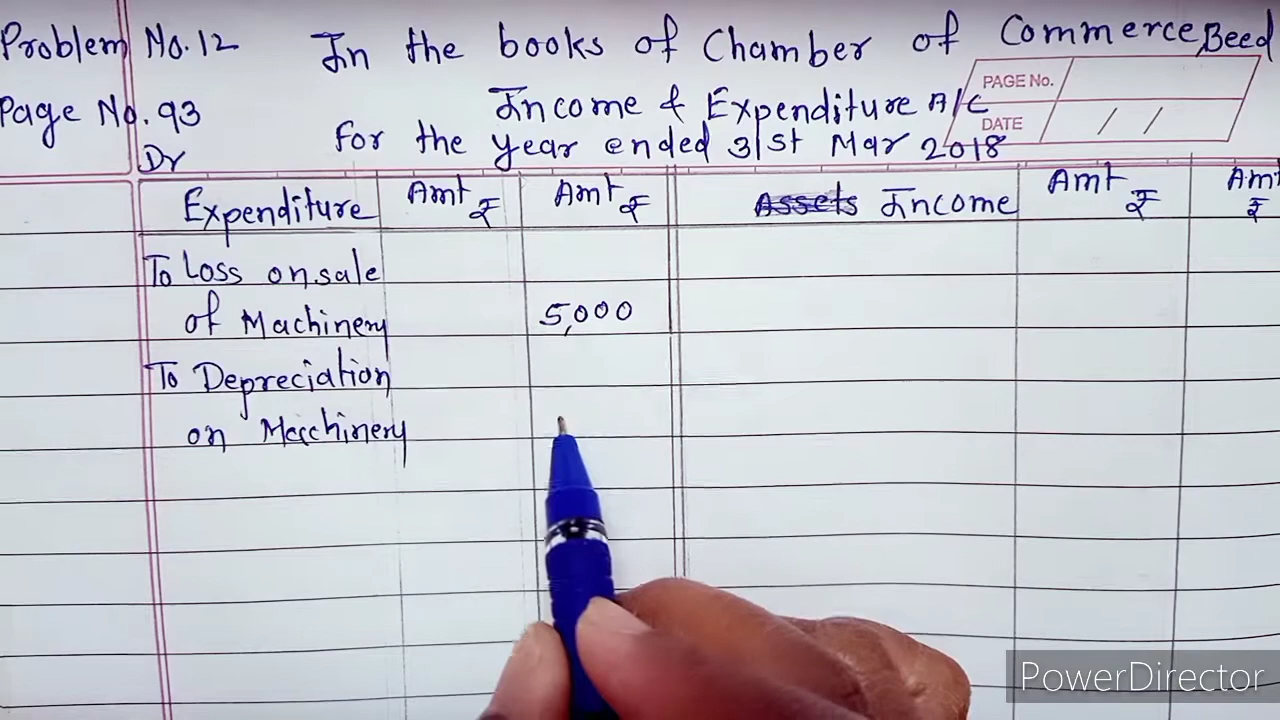 Problem No.12 In the books of Chamber of Commerce, Beed
Page No.93 Income & Expenditure A/C
PAGE No.
DATE / /
For the year ended 31st Mar 2018
Dr
Expenditure Amt ₹ Amt ₹ Assets Income Amt ₹ Amt ₹
To Loss on sale
of Machinery 5,000
To Depreciation
on Machinery
PowerDirector